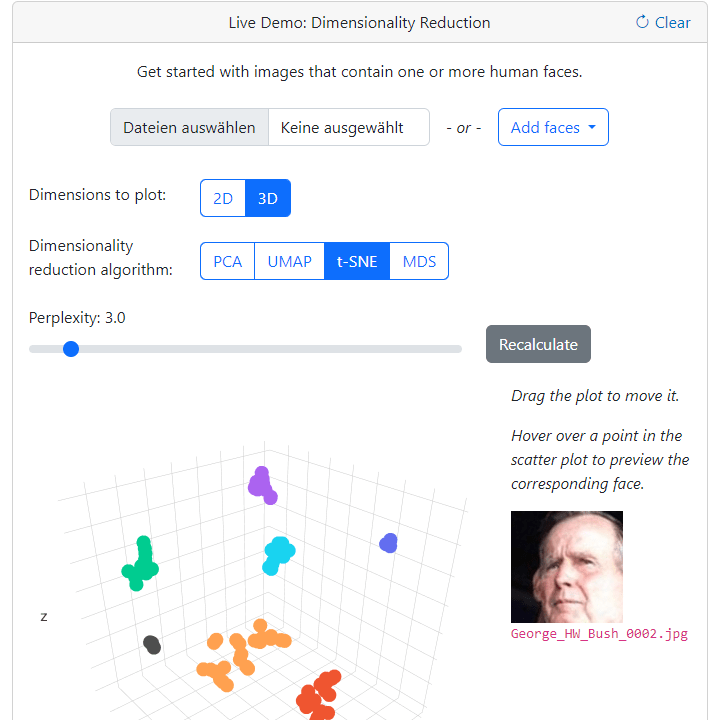 Live Demo: Dimensionality Reduction
Clear
Get started with images that contain one or more human faces.
Dateien auswählen
Keine ausgewählt
- or -
Add faces
Dimensions to plot:
2D
3D
Dimensionality
reduction algorithm:
PCA
UMAP
t-SNE
MDS
Perplexity: 3.0
Recalculate
Drag the plot to move it.
Hover over a point in the
scatter plot to preview the
corresponding face.
George_HW_Bush_0002.jpg
z